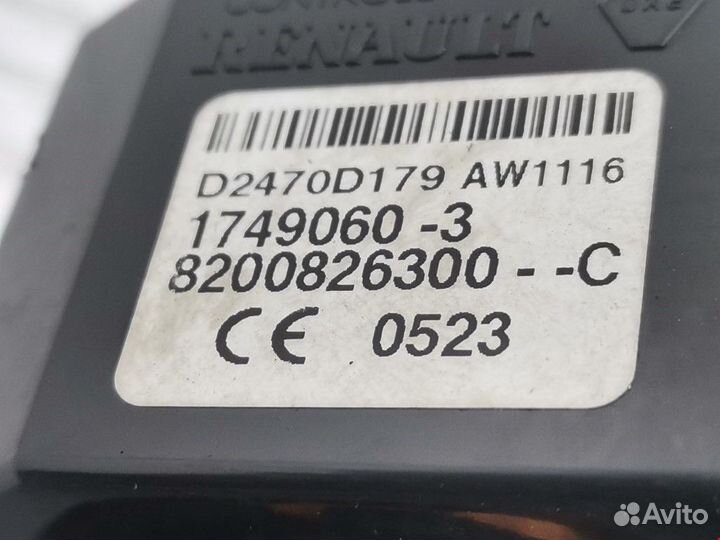 RENAULT
D2470D179 AW1116
1749060 -3
8200826300 - -C
CE 0523
Avito